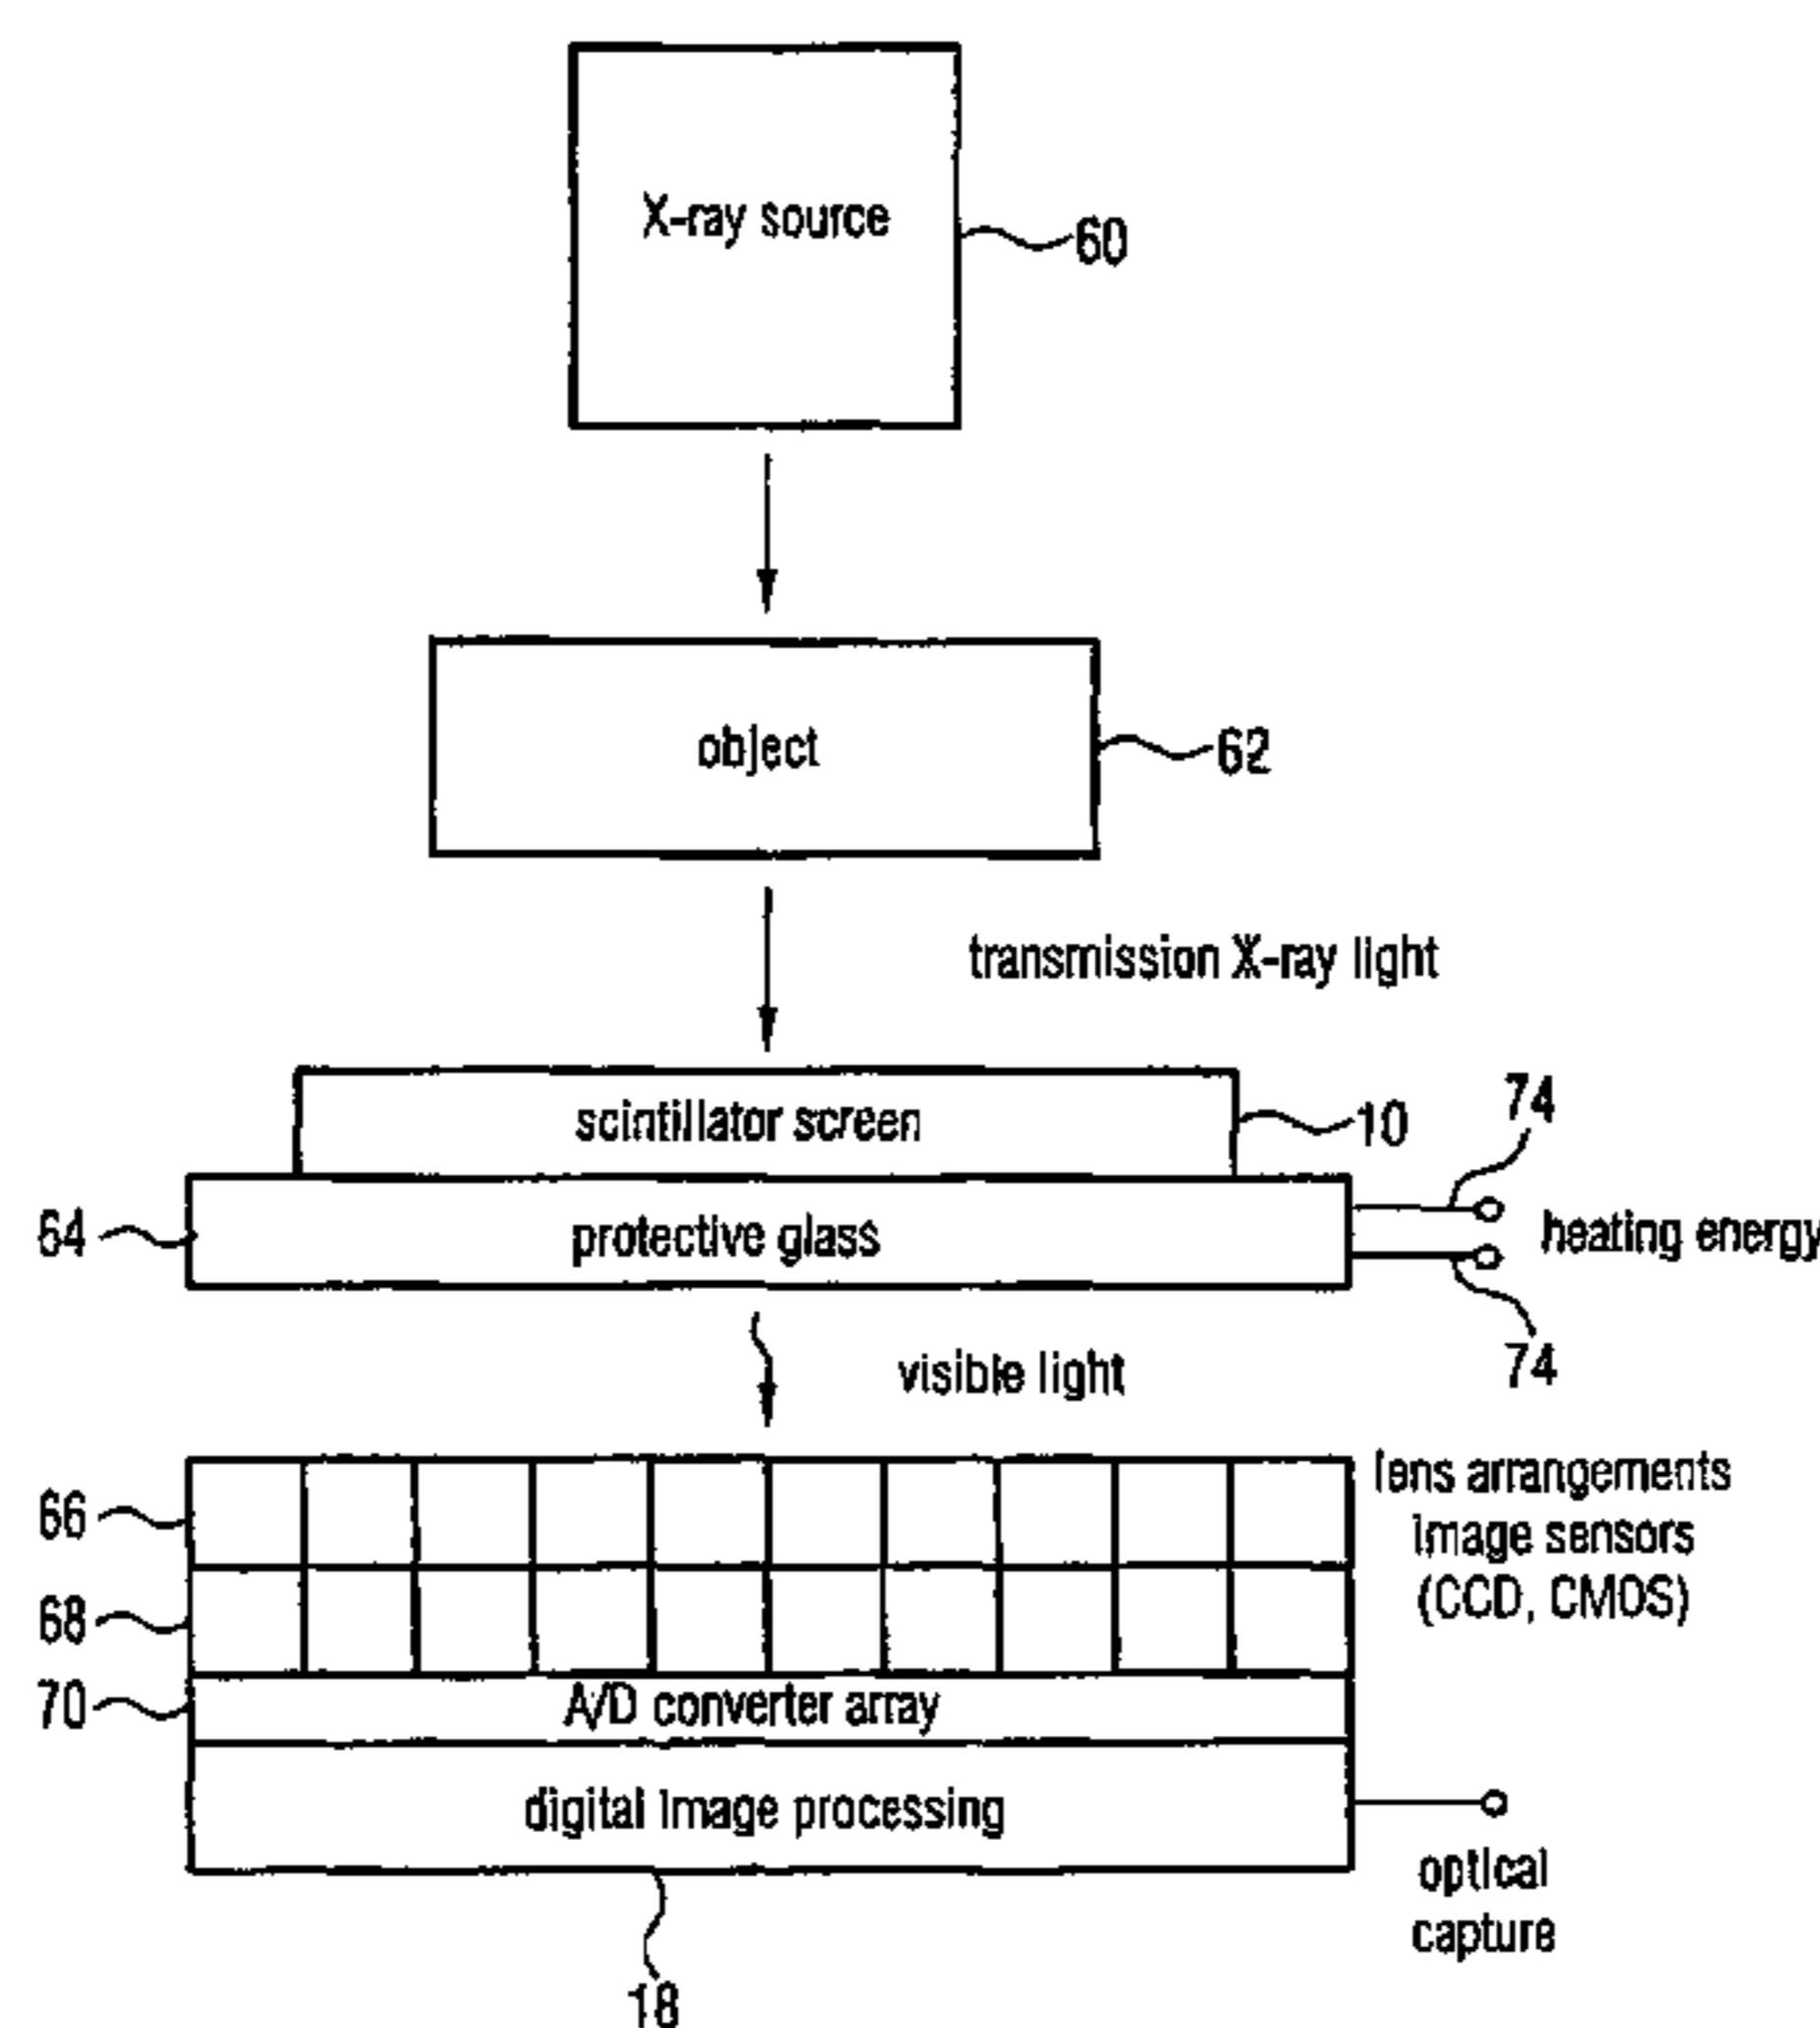 X-ray source
60
object
62
transmission X-ray light
scintillator screen
10
74
64
protective glass
heating energy
visible light
74
66
lens arrangements
image sensors
(CCD, CMOS)
68
70
A/D converter array
digital image processing
optical
capture
18